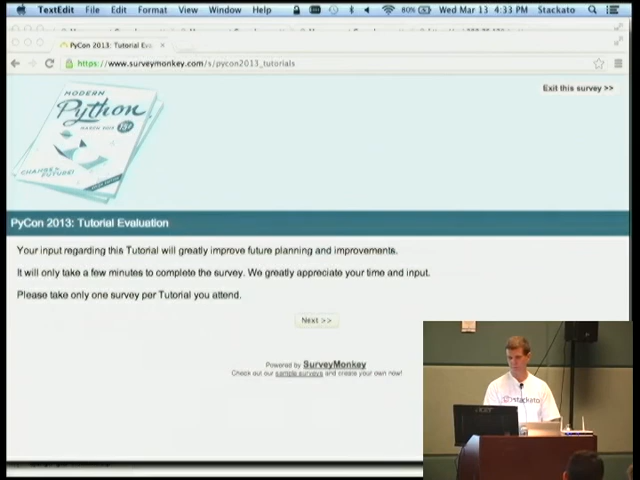 TextEdit File Edit Format View Window Help 80% Wed Mar 13 4:33 PM Stackato
PyCon 2013: Tutorial Eva
https://www.surveymonkey.com/s/pycon2013_tutorials
Exit this survey >>
MODERN
Python
PyCon 2013: Tutorial Evaluation
Your input regarding this Tutorial will greatly improve future planning and improvements.
It will only take a few minutes to complete the survey. We greatly appreciate your time and input.
Please take only one survey per Tutorial you attend.
Next >>
Powered by SurveyMonkey
Check out our sample surveys and create your own now!
stackato
acer